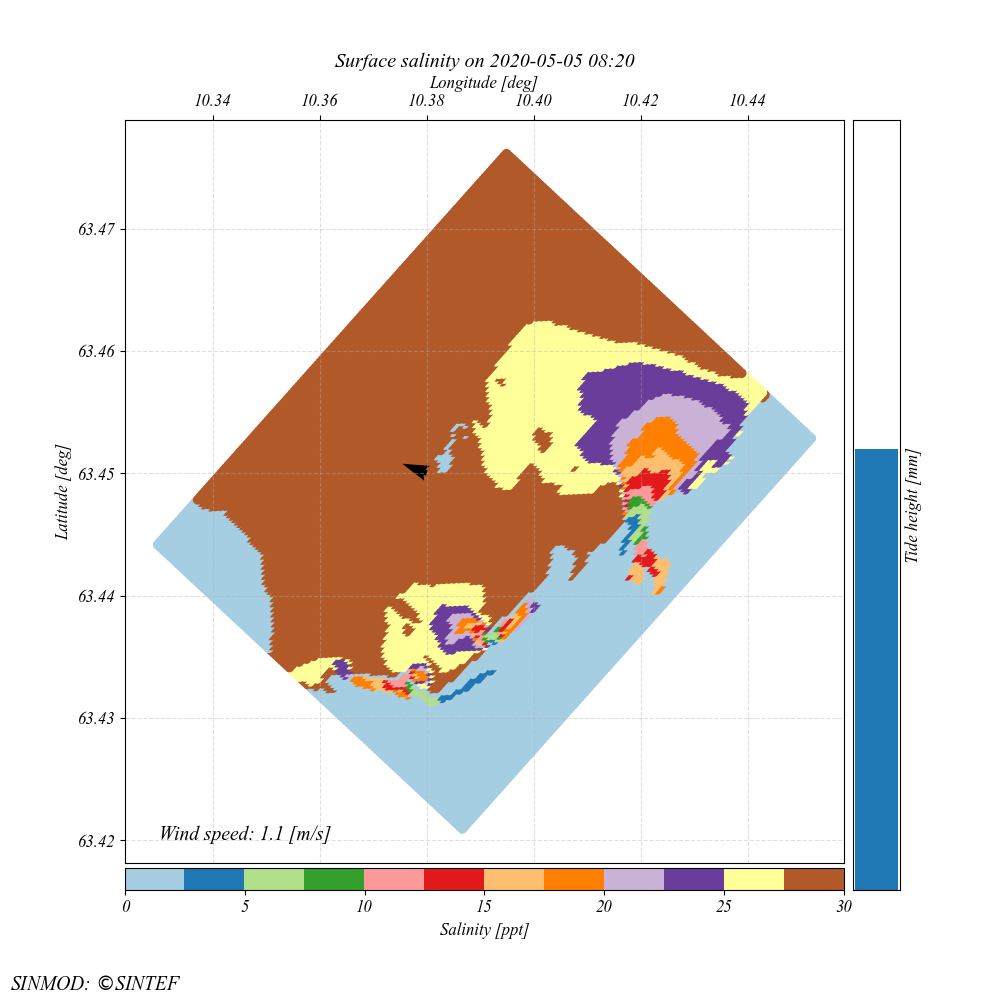 Surface salinity on 2020-05-05 08:20
Longitude [deg]
10.34 10.36 10.38 10.40 10.42 10.44
63.47
63.46
63.45
63.44
63.43
63.42
Latitude [deg]
Tide height [mm]
Wind speed: 1.1 [m/s]
0 5 10 15 20 25 30
Salinity [ppt]
SINMOD: ©SINTEF